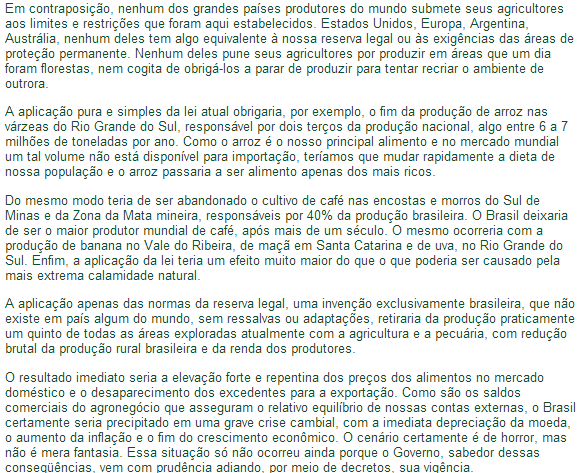 Em contraposição, nenhum dos grandes países produtores do mundo submete seus agricultores
aos limites e restrições que foram aqui estabelecidos. Estados Unidos, Europa, Argentina,
Austrália, nenhum deles tem algo equivalente à nossa reserva legal ou às exigências das áreas de
proteção permanente. Nenhum deles pune seus agricultores por produzir em áreas que um dia
foram florestas, nem cogita de obrigá-los a parar de produzir para tentar recriar o ambiente de
outrora.
A aplicação pura e simples da lei atual obrigaria, por exemplo, o fim da produção de arroz nas
várzeas do Rio Grande do Sul, responsável por dois terços da produção nacional, algo entre 6 a 7
milhões de toneladas por ano. Como o arroz é o nosso principal alimento e no mercado mundial
um tal volume não está disponível para importação, teríamos que mudar rapidamente a dieta de
nossa população e o arroz passaria a ser alimento apenas dos mais ricos.
Do mesmo modo teria de ser abandonado o cultivo de café nas encostas e morros do Sul de
Minas e da Zona da Mata mineira, responsáveis por 40% da produção brasileira. O Brasil deixaria
de ser o maior produtor mundial de café, após mais de um século. O mesmo ocorreria com a
produção de banana no Vale do Ribeira, de maçã em Santa Catarina e de uva, no Rio Grande do
Sul. Enfim, a aplicação da lei teria um efeito muito maior do que o que poderia ser causado pela
mais extrema calamidade natural.
A aplicação apenas das normas da reserva legal, uma invenção exclusivamente brasileira, que não
existe em país algum do mundo, sem ressalvas ou adaptações, retiraria da produção praticamente
um quinto de todas as áreas exploradas atualmente com a agricultura e a pecuária, com redução
brutal da produção rural brasileira e da renda dos produtores.
O resultado imediato seria a elevação forte e repentina dos preços dos alimentos no mercado
doméstico e o desaparecimento dos excedentes para a exportação. Como são os saldos
comerciais do agronegócio que asseguram o relativo equilíbrio de nossas contas externas, o Brasil
certamente seria precipitado em uma grave crise cambial, com a imediata depreciação da moeda,
o aumento da inflação e o fim do crescimento econômico. O cenário certamente é de horror, mas
não é mera fantasia. Essa situação só não ocorreu ainda porque o Governo, sabedor dessas
conseqüências, vem com prudência adiando, por meio de decretos, sua vigência.